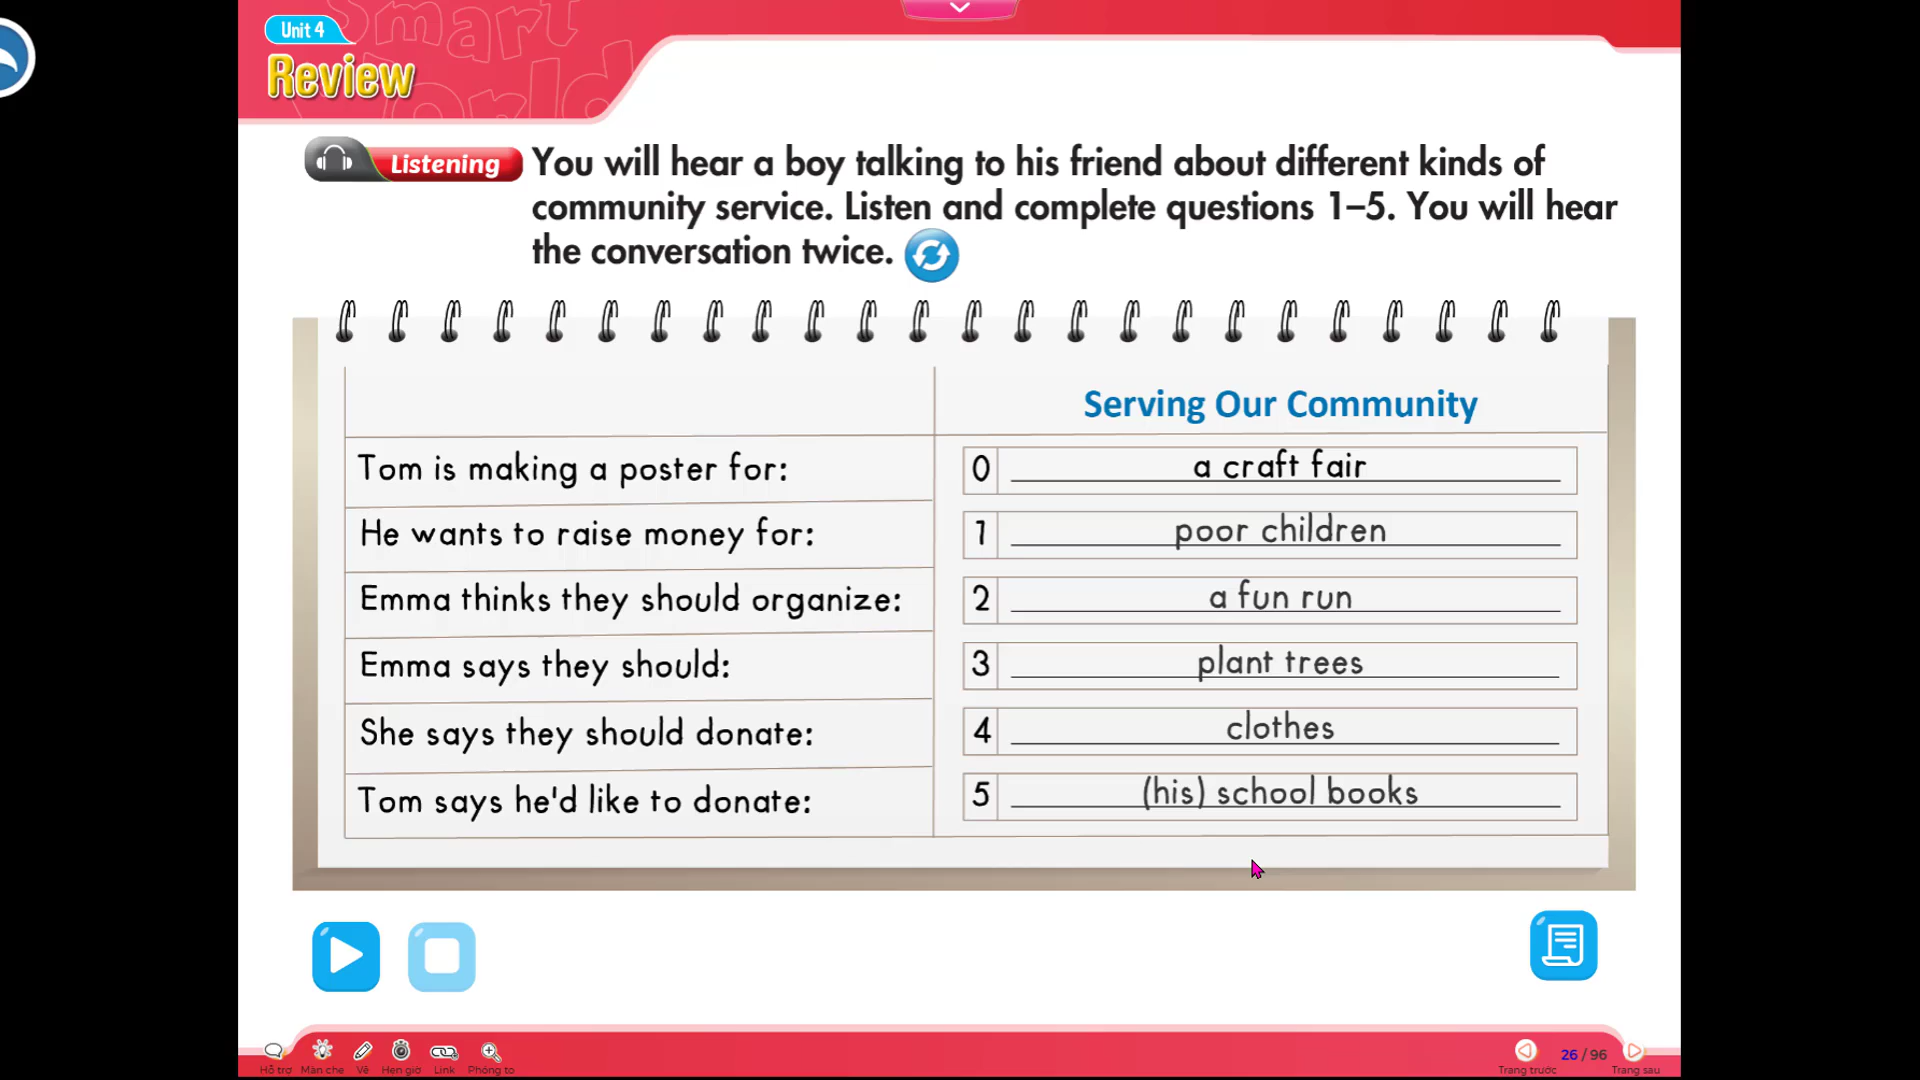 Unit 4
Smart World
Review
Listening
You will hear a boy talking to his friend about different kinds of
community service. Listen and complete questions 1–5. You will hear
the conversation twice.
Serving Our Community
Tom is making a poster for: 0 a craft fair
He wants to raise money for: 1 poor children
Emma thinks they should organize: 2 a fun run
Emma says they should: 3 plant trees
She says they should donate: 4 clothes
Tom says he'd like to donate: 5 (his) school books
Hỗ trợ Màn che Vẽ Hẹn giờ Link Phóng to Trang trước 26 / 96 Trang sau